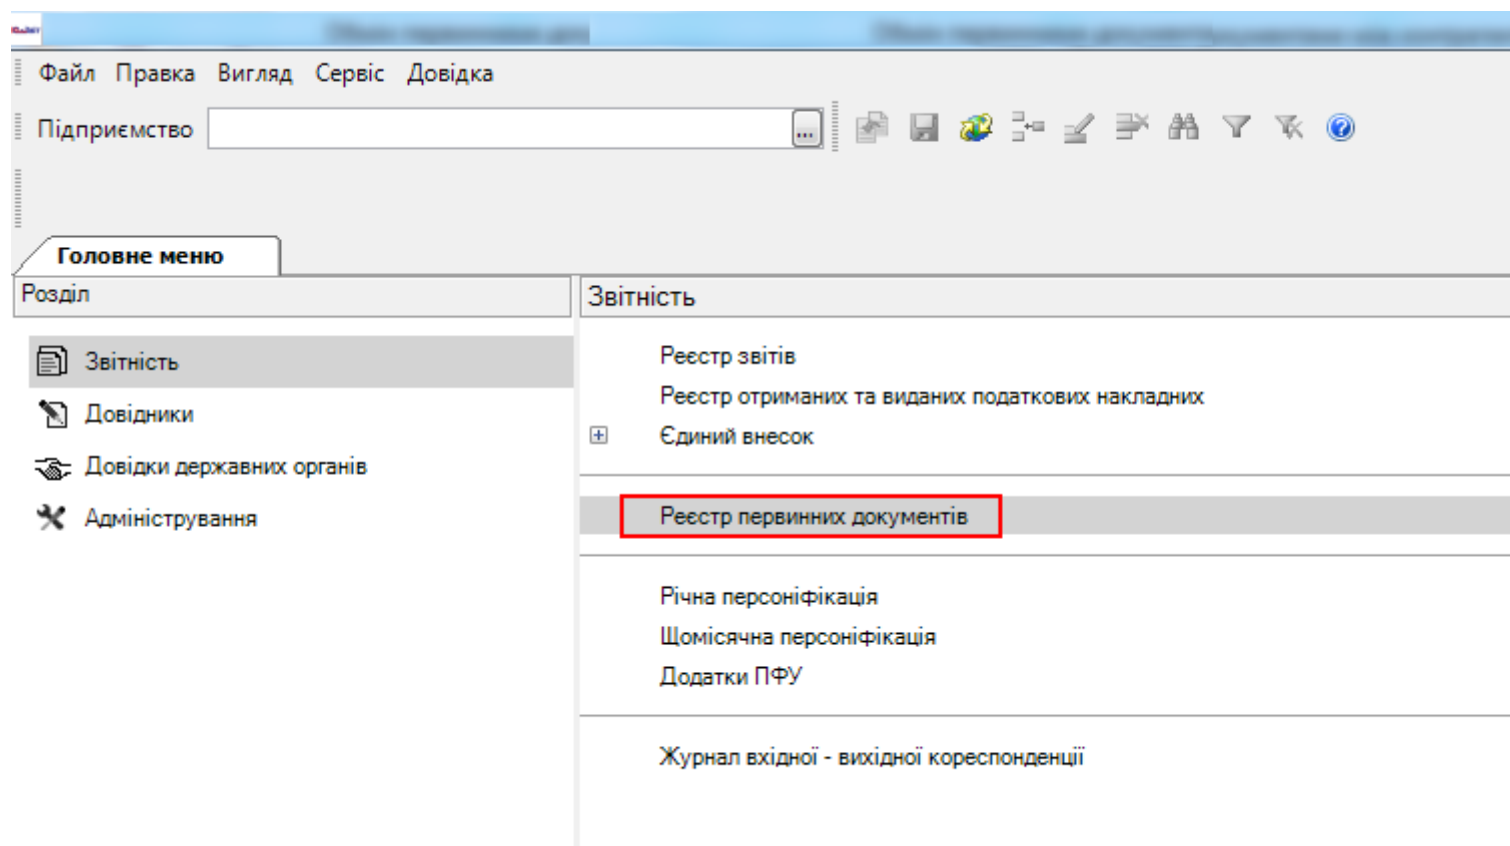 Файл Правка Вигляд Сервіс Довідка
Підприємство ...
Головне меню
Розділ
Звітність
Звітність
Довідники
Довідки державних органів
Адміністрування
Реєстр звітів
Реєстр отриманих та виданих податкових накладних
Єдиний внесок
Реєстр первинних документів
Річна персоніфікація
Щомісячна персоніфікація
Додатки ПФУ
Журнал вхідної - вихідної кореспонденції